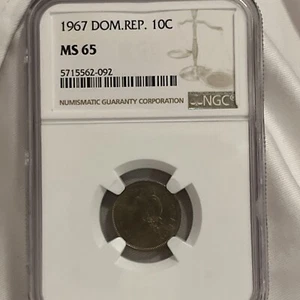 1967 DOM.REP. 10C
MS 65
5715562-092
NUMISMATIC GUARANTY CORPORATION
NGC